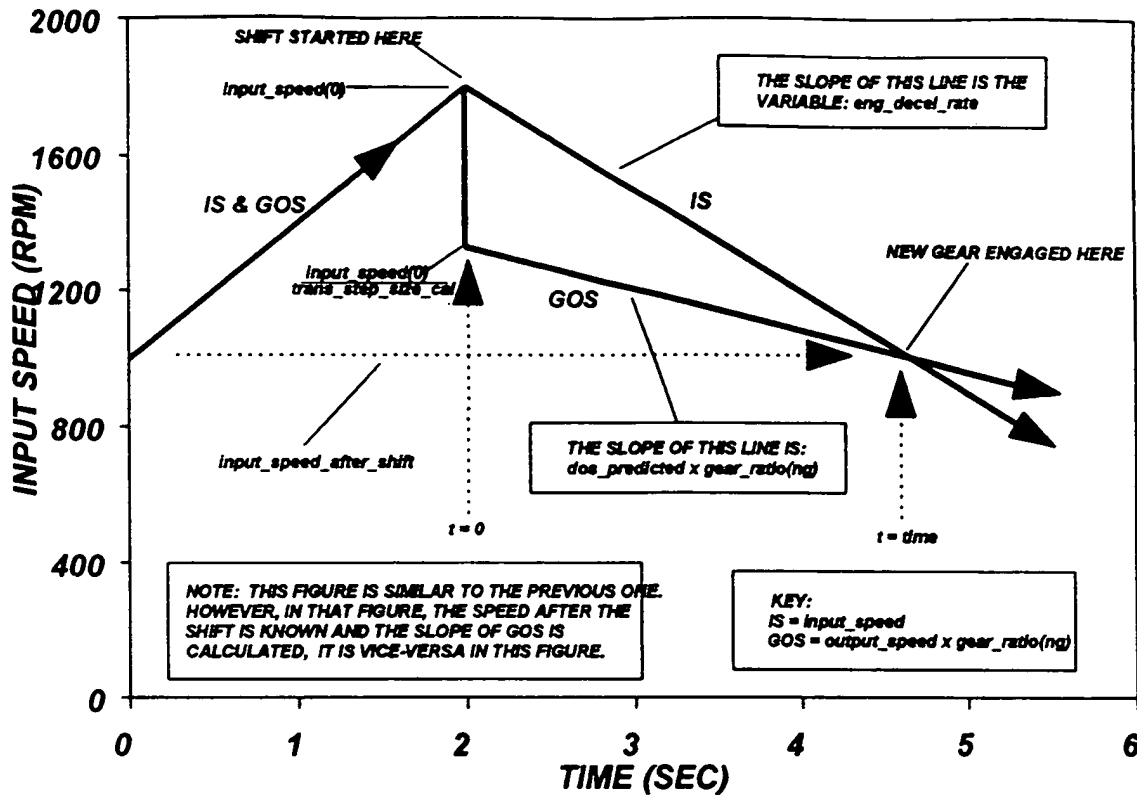 2000
SHIFT STARTED HERE
input_speed(0)
THE SLOPE OF THIS LINE IS THE
VARIABLE: eng_decel_rate
1600
IS & GOS
IS
NEW GEAR ENGAGED HERE
input_speed(0)
trans_step_size_cal
1200
GOS
INPUT SPEED (RPM)
800
input_speed_after_shift
THE SLOPE OF THIS LINE IS:
dos_predicted x gear_ratio(ng)
t = 0
t = time
400
NOTE: THIS FIGURE IS SIMILAR TO THE PREVIOUS ONE.
HOWEVER, IN THAT FIGURE, THE SPEED AFTER THE
SHIFT IS KNOWN AND THE SLOPE OF GOS IS
CALCULATED, IT IS VICE-VERSA IN THIS FIGURE.
KEY:
IS = input_speed
GOS = output_speed x gear_ratio(ng)
0
0 1 2 3 4 5 6
TIME (SEC)